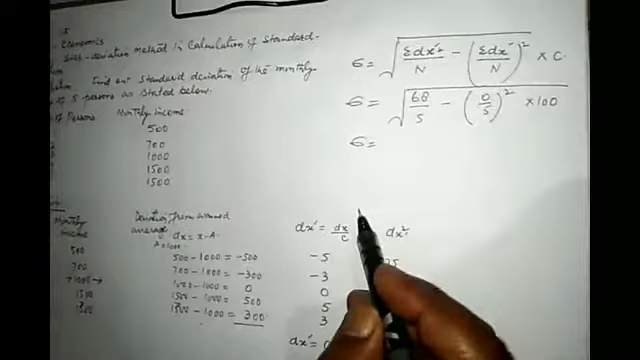 Economics
Step-deviation method in Calculation of Standard-
Find out standard deviation of the monthly
of 5 persons as stated below.
of Persons
Monthly income
500
700
1000
1500
1500
σ = √ Σdx'²/N - (Σdx'/N)² × C
σ = √ 68/5 - (0/5)² ×100
σ =
Monthly
income
500
700
→1000→
1500
Deviation from assumed
average
dx = x-A
A=1000
500-1000 = -500
700-1000 = -300
1000-1000 = 0
1500-1000 = 500
-1000 = 300
dx' = dx/c
-5
-3
0
5
3
dx' =
dx'²